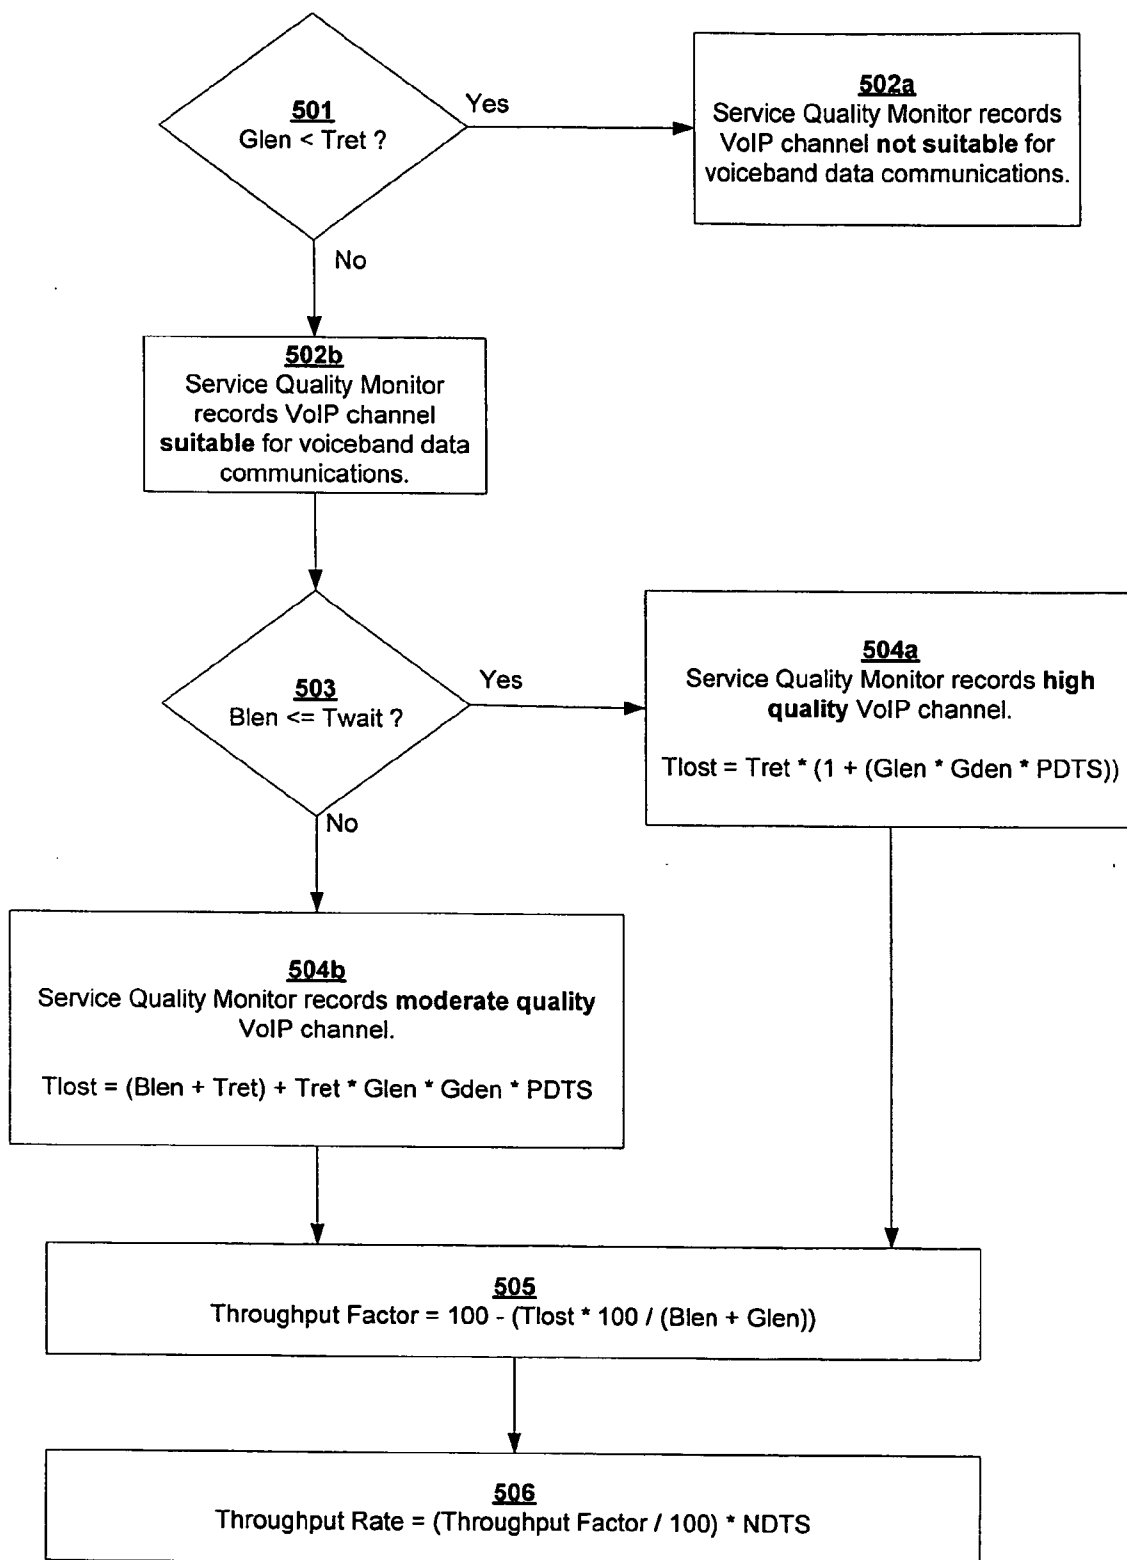 501
Glen < Tret ?
Yes
502a
Service Quality Monitor records
VoIP channel not suitable for
voiceband data communications.
No
502b
Service Quality Monitor
records VoIP channel
suitable for voiceband data
communications.
503
Blen <= Twait ?
Yes
504a
Service Quality Monitor records high
quality VoIP channel.
Tlost = Tret * (1 + (Glen * Gden * PDTS))
No
504b
Service Quality Monitor records moderate quality
VoIP channel.
Tlost = (Blen + Tret) + Tret * Glen * Gden * PDTS
505
Throughput Factor = 100 - (Tlost * 100 / (Blen + Glen))
506
Throughput Rate = (Throughput Factor / 100) * NDTS